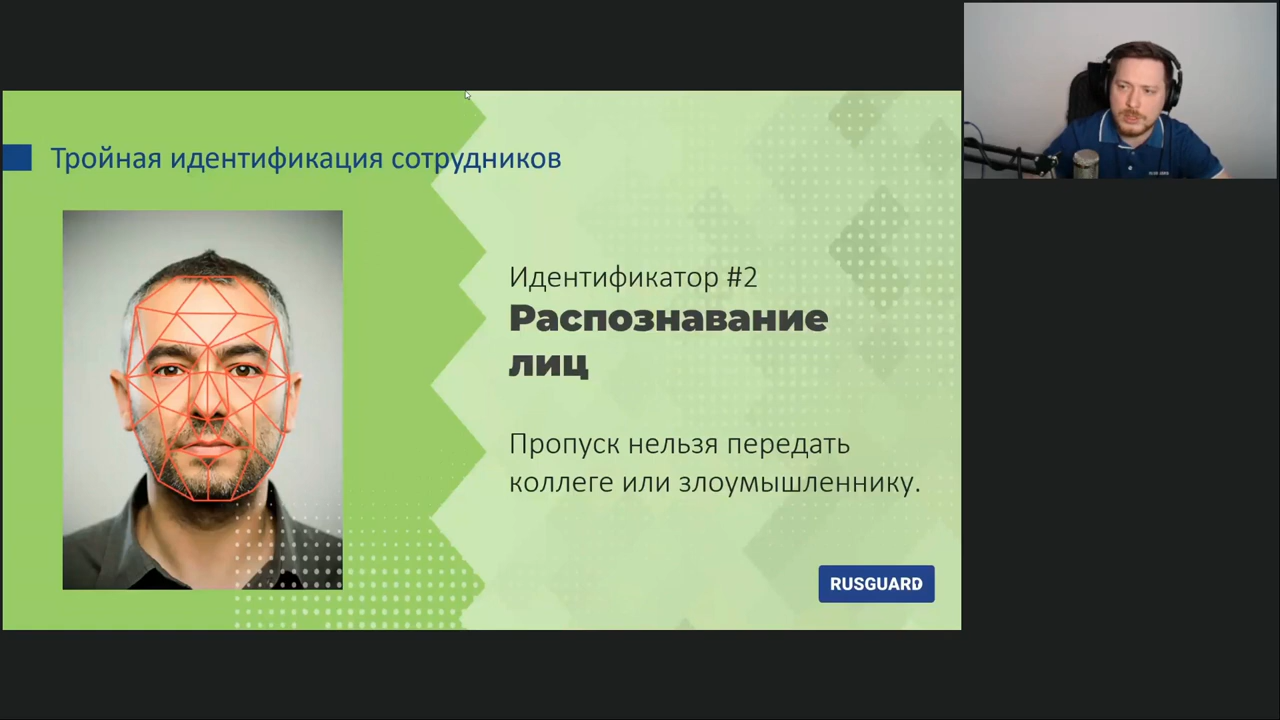 Тройная идентификация сотрудников
Идентификатор #2
Распознавание
лиц
Пропуск нельзя передать
коллеге или злоумышленнику.
RUSGUARD